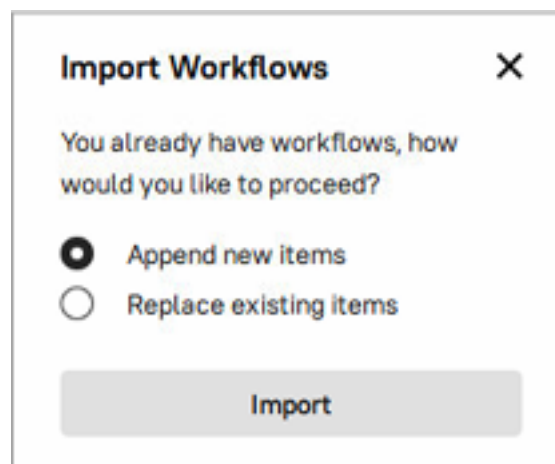 Import Workflows
You already have workflows, how
would you like to proceed?
Append new items
Replace existing items
Import